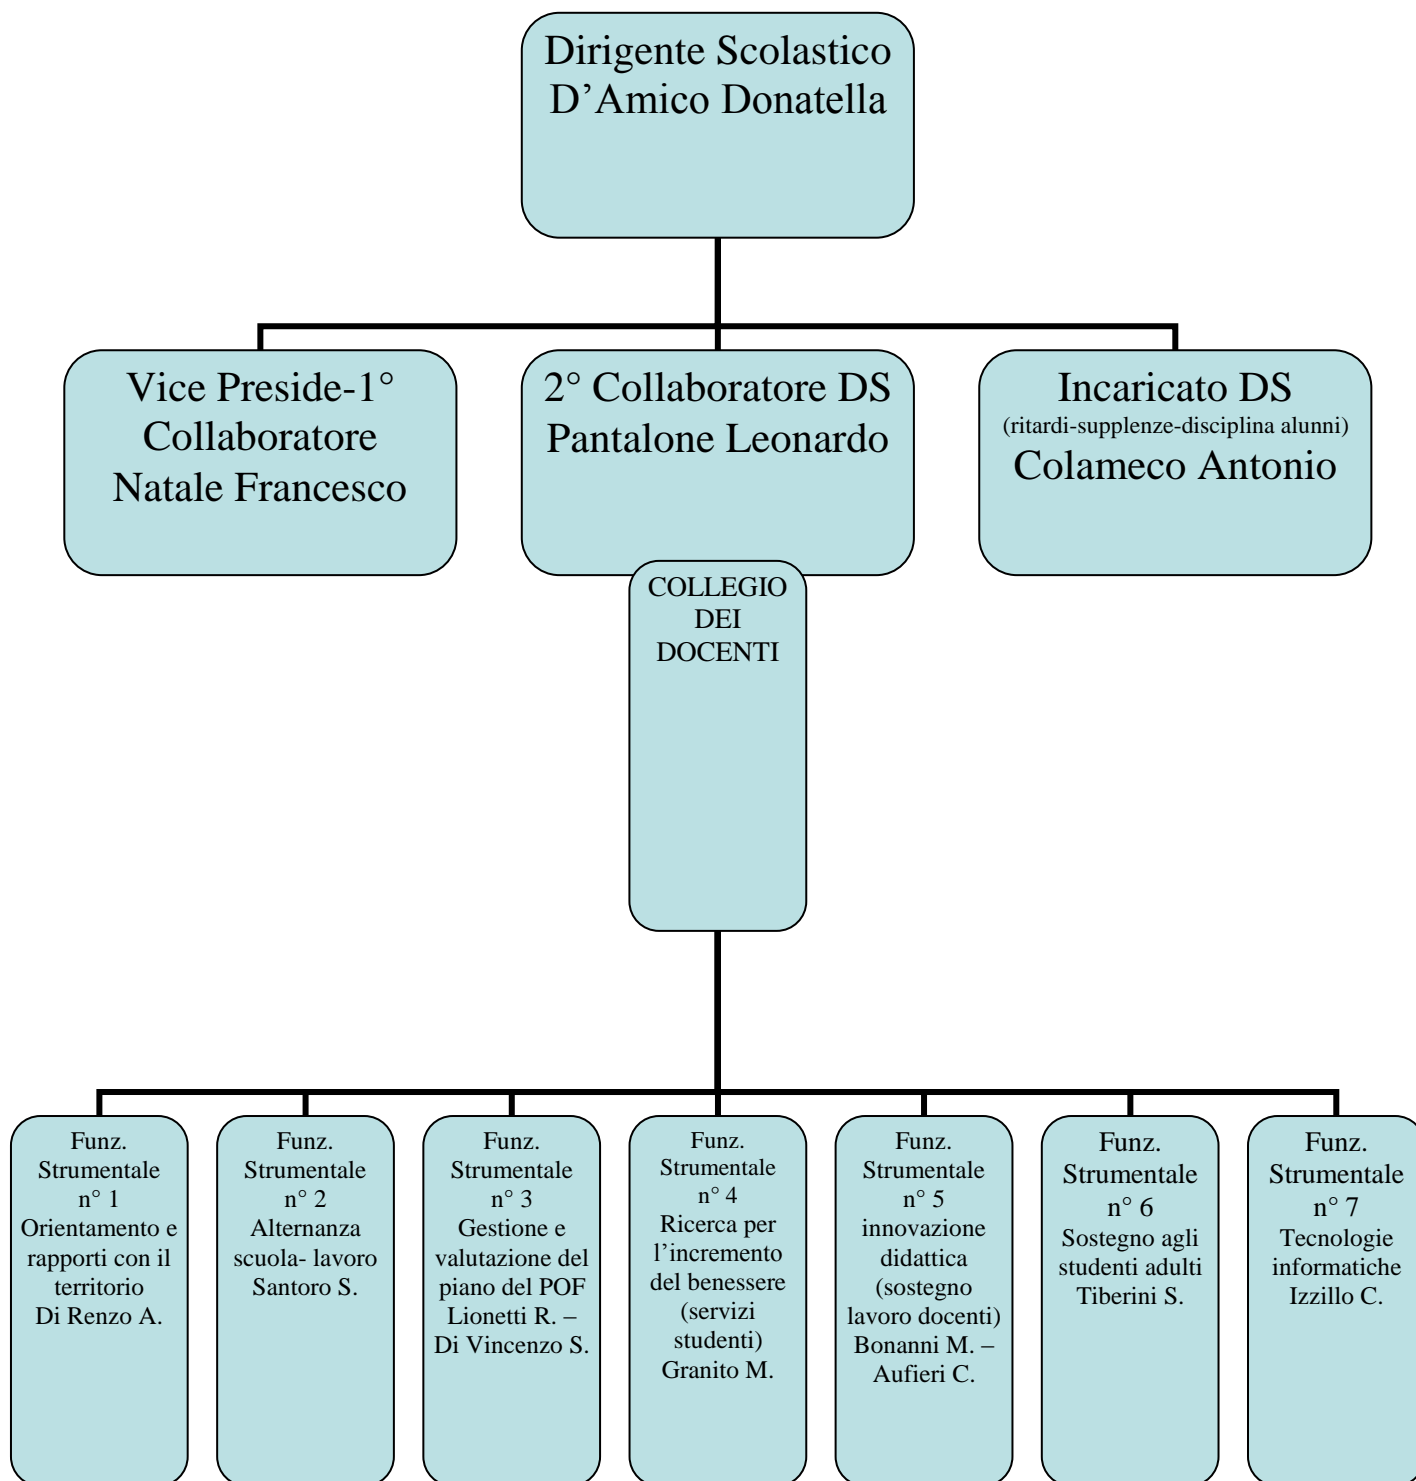 Dirigente Scolastico
D’Amico Donatella
Vice Preside-1°
Collaboratore
Natale Francesco
2° Collaboratore DS
Pantalone Leonardo
Incaricato DS
(ritardi-supplenze-disciplina alunni)
Colameco Antonio
COLLEGIO
DEI
DOCENTI
Funz.
Strumentale
n° 1
Orientamento e
rapporti con il
territorio
Di Renzo A.
Funz.
Strumentale
n° 2
Alternanza
scuola- lavoro
Santoro S.
Funz.
Strumentale
n° 3
Gestione e
valutazione del
piano del POF
Lionetti R. –
Di Vincenzo S.
Funz.
Strumentale
n° 4
Ricerca per
l’incremento
del benessere
(servizi
studenti)
Granito M.
Funz.
Strumentale
n° 5
innovazione
didattica
(sostegno
lavoro docenti)
Bonanni M. –
Aufieri C.
Funz.
Strumentale
n° 6
Sostegno agli
studenti adulti
Tiberini S.
Funz.
Strumentale
n° 7
Tecnologie
informatiche
Izzillo C.